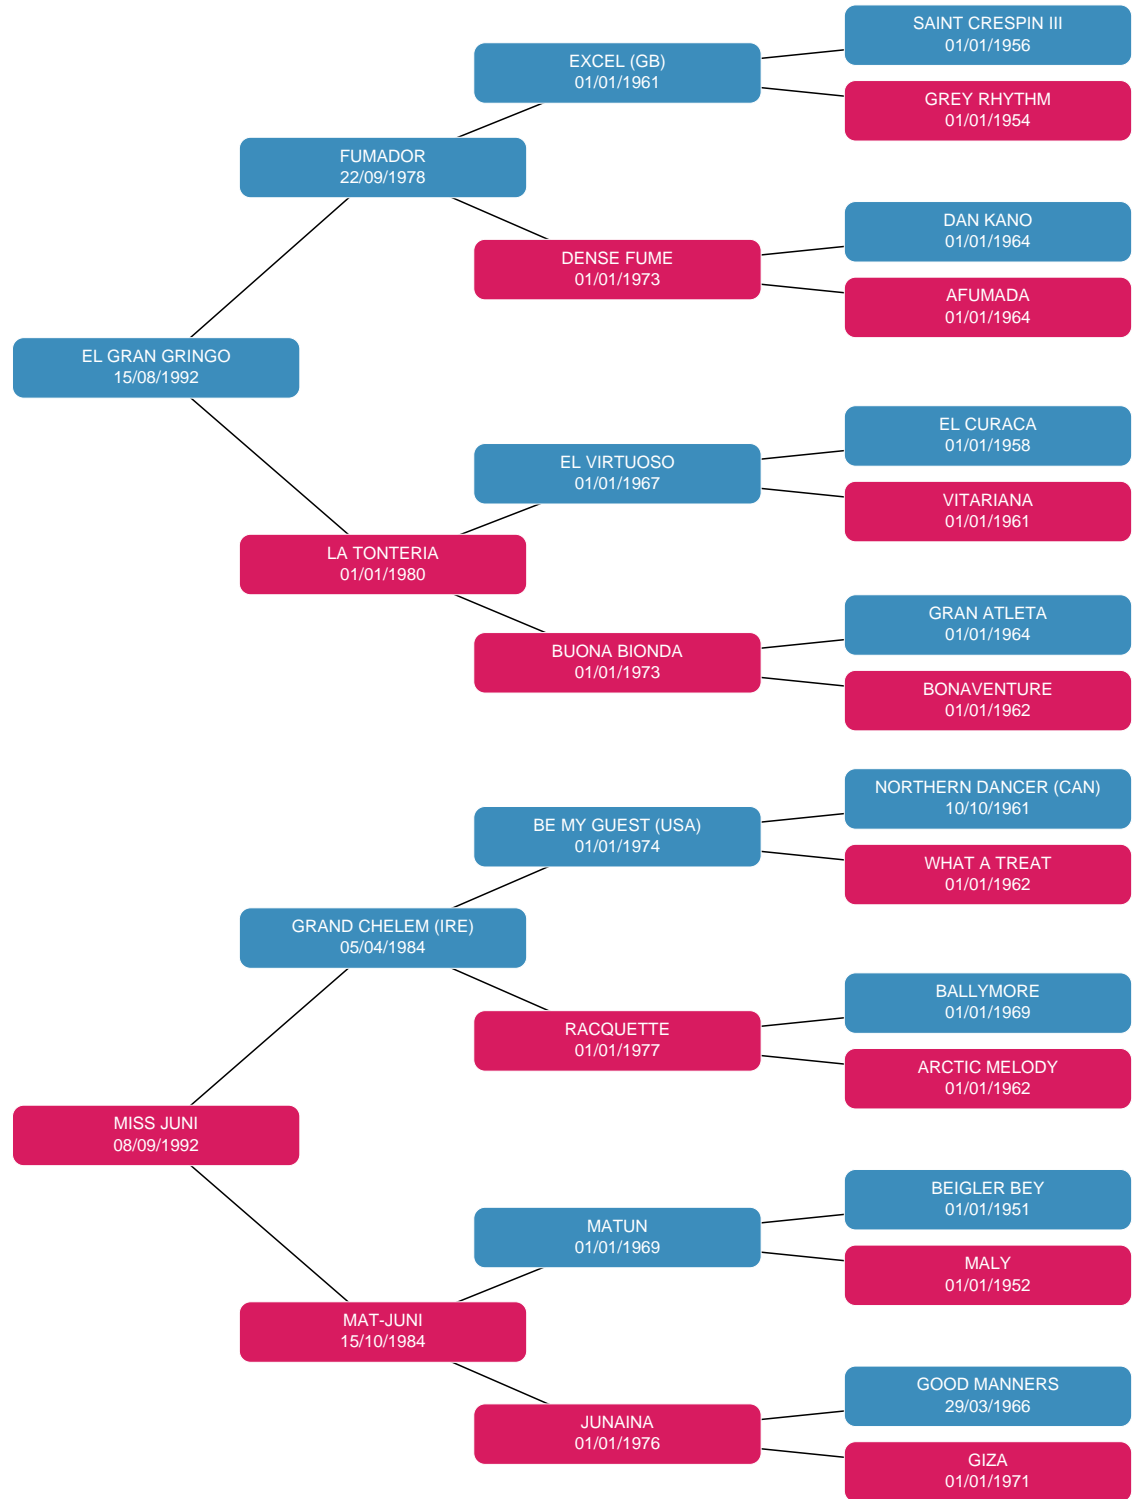 SAINT CRESPIN III
01/01/1956
EXCEL (GB)
01/01/1961
GREY RHYTHM
01/01/1954
FUMADOR
22/09/1978
DAN KANO
01/01/1964
DENSE FUME
01/01/1973
AFUMADA
01/01/1964
EL GRAN GRINGO
15/08/1992
EL CURACA
01/01/1958
EL VIRTUOSO
01/01/1967
VITARIANA
01/01/1961
LA TONTERIA
01/01/1980
GRAN ATLETA
01/01/1964
BUONA BIONDA
01/01/1973
BONAVENTURE
01/01/1962
NORTHERN DANCER (CAN)
10/10/1961
BE MY GUEST (USA)
01/01/1974
WHAT A TREAT
01/01/1962
GRAND CHELEM (IRE)
05/04/1984
BALLYMORE
01/01/1969
RACQUETTE
01/01/1977
ARCTIC MELODY
01/01/1962
MISS JUNI
08/09/1992
BEIGLER BEY
01/01/1951
MATUN
01/01/1969
MALY
01/01/1952
MAT-JUNI
15/10/1984
GOOD MANNERS
29/03/1966
JUNAINA
01/01/1976
GIZA
01/01/1971